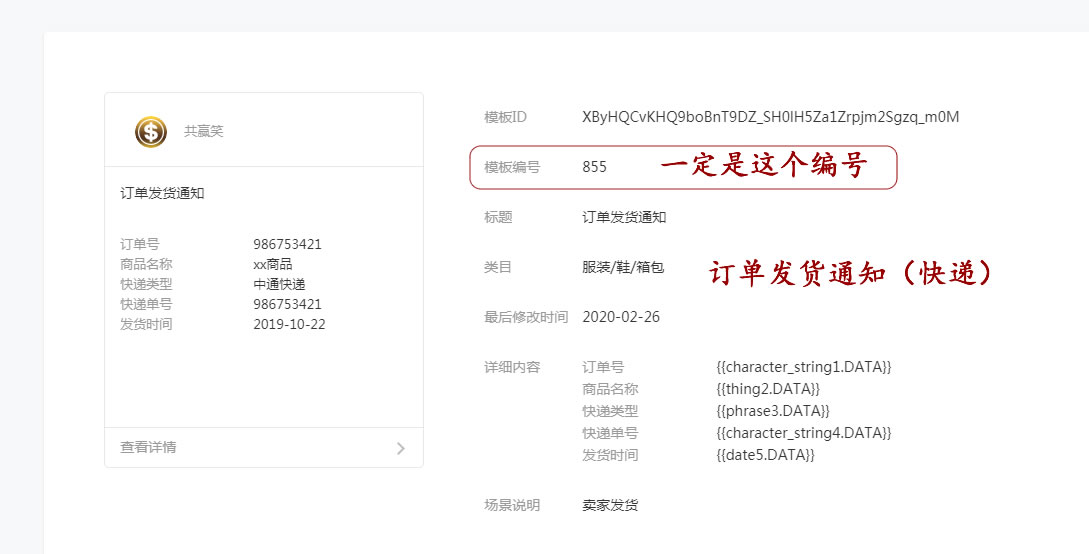 共赢笑
订单发货通知
订单号 986753421
商品名称 xx商品
快递类型 中通快递
快递单号 986753421
发货时间 2019-10-22
查看详情
模板ID XByHQCvKHQ9boBnT9DZ_SH0lH5Za1Zrpjm2Sgzq_m0M
模板编号 855 一定是这个编号
标题 订单发货通知
类目 服装/鞋/箱包 订单发货通知（快递）
最后修改时间 2020-02-26
详细内容 订单号 {{character_string1.DATA}}
商品名称 {{thing2.DATA}}
快递类型 {{phrase3.DATA}}
快递单号 {{character_string4.DATA}}
发货时间 {{date5.DATA}}
场景说明 卖家发货